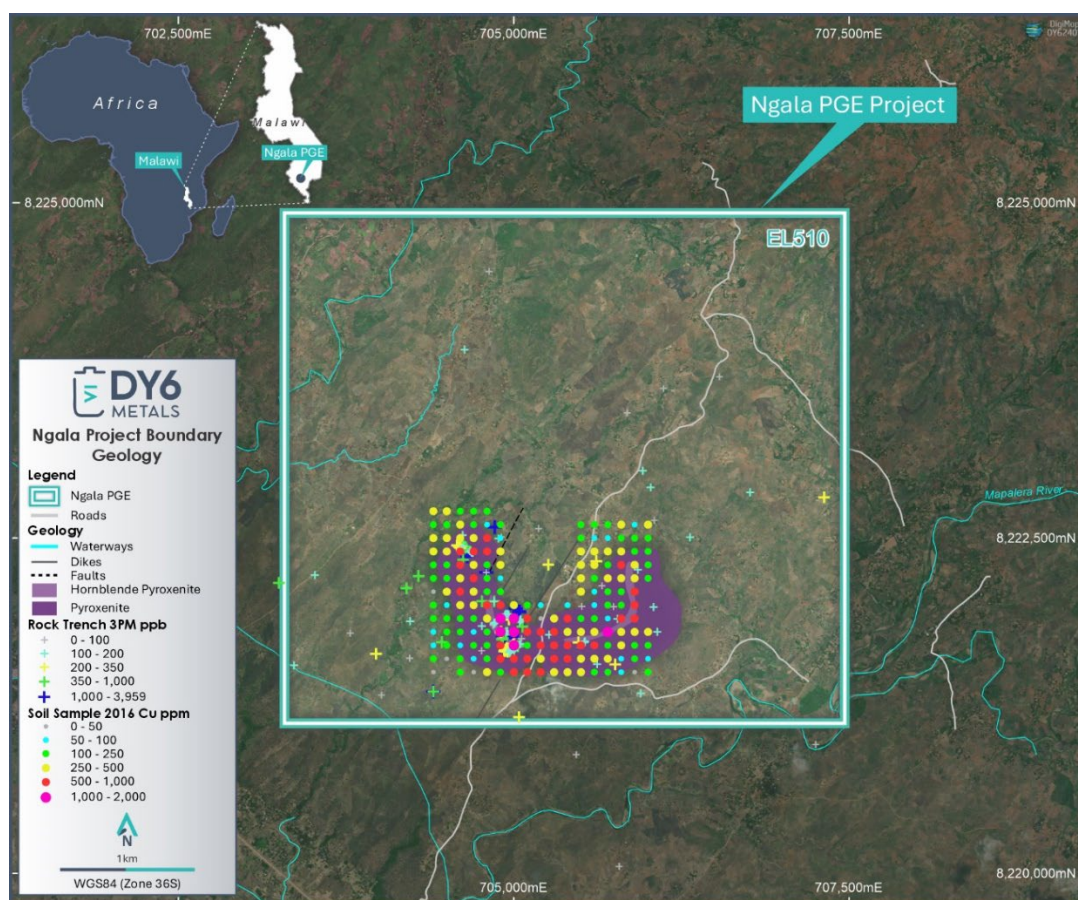 702,500mE
705,000mE
707,500mE
DigiMap
Africa
Malawi
Ngala PGE
Malawi
Ngala PGE Project
8,225,000mN
8,225,000mN
EL510
DY6
METALS
Ngala Project Boundary
Geology
Legend
Ngala PGE
Roads
Geology
Waterways
Dikes
Faults
Hornblende Pyroxenite
Pyroxenite
Rock Trench 3PM ppb
0 - 100
100 - 200
200 - 350
350 - 1,000
1,000 - 3,959
Soil Sample 2016 Cu ppm
0 - 50
50 - 100
100 - 250
250 - 500
500 - 1,000
1,000 - 2,000
N
1km
WGS84 (Zone 36S)
Mapalera River
8,222,500mN
8,220,000mN
705,000mE
707,500mE